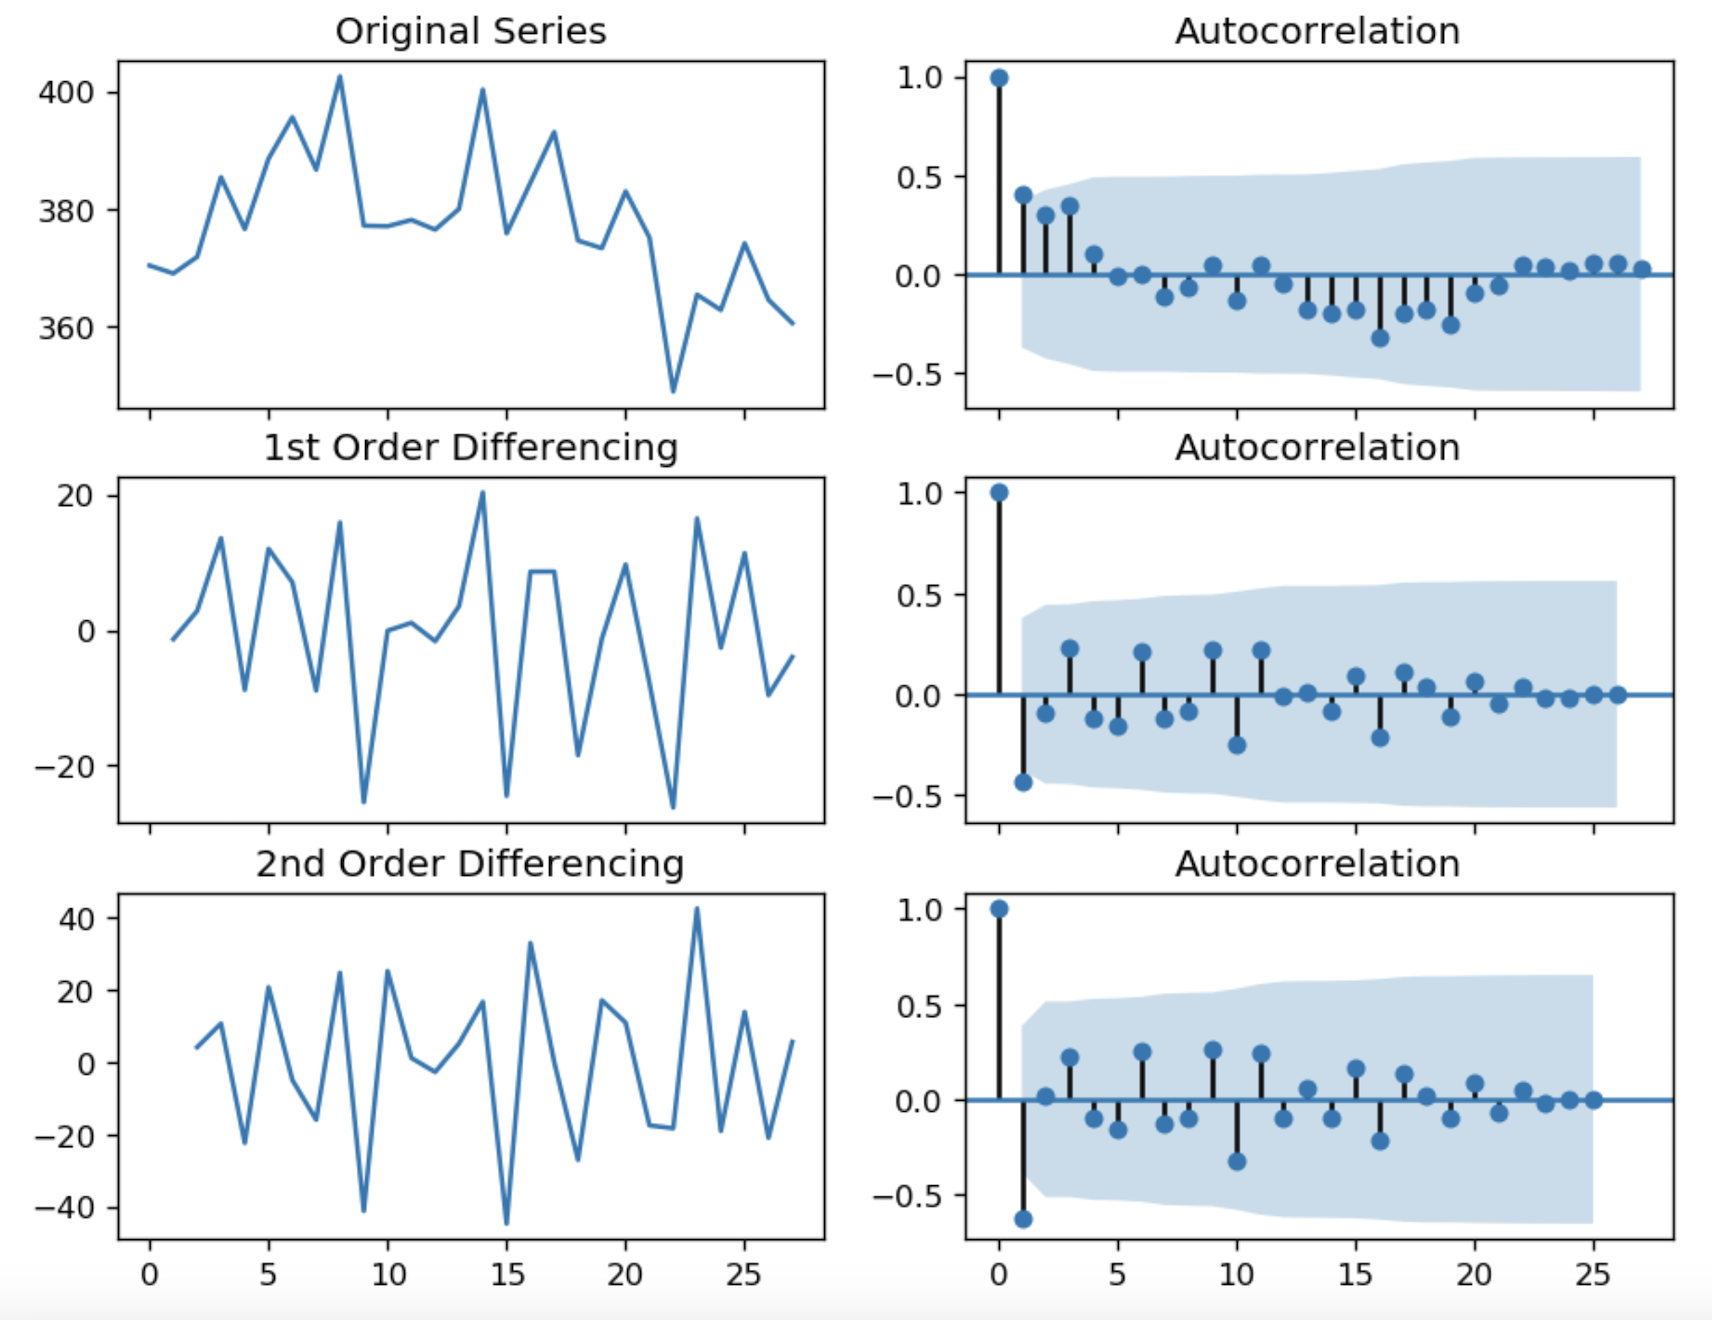 Original Series
400
380
360
Autocorrelation
1.0
0.5
0.0
−0.5
1st Order Differencing
20
0
−20
Autocorrelation
1.0
0.5
0.0
−0.5
2nd Order Differencing
40
20
0
−20
−40
0 5 10 15 20 25
Autocorrelation
1.0
0.5
0.0
−0.5
0 5 10 15 20 25